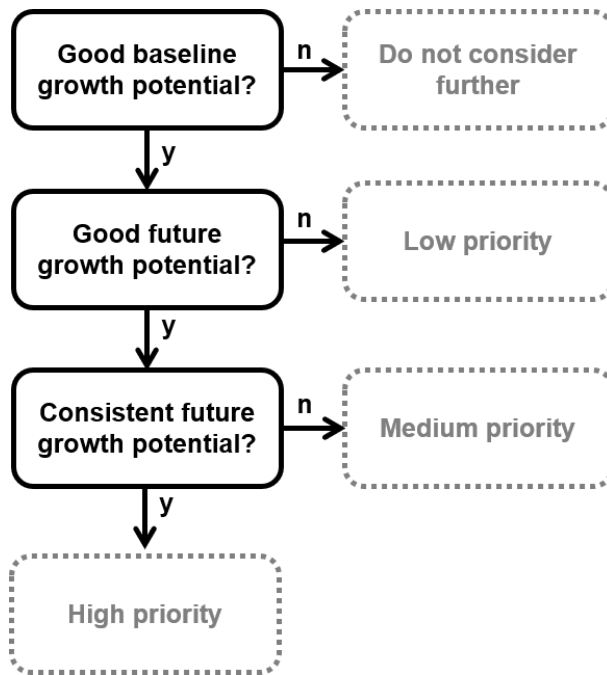 Good baseline
growth potential?
n
Do not consider
further
y
Good future
growth potential?
n
Low priority
y
Consistent future
growth potential?
n
Medium priority
y
High priority